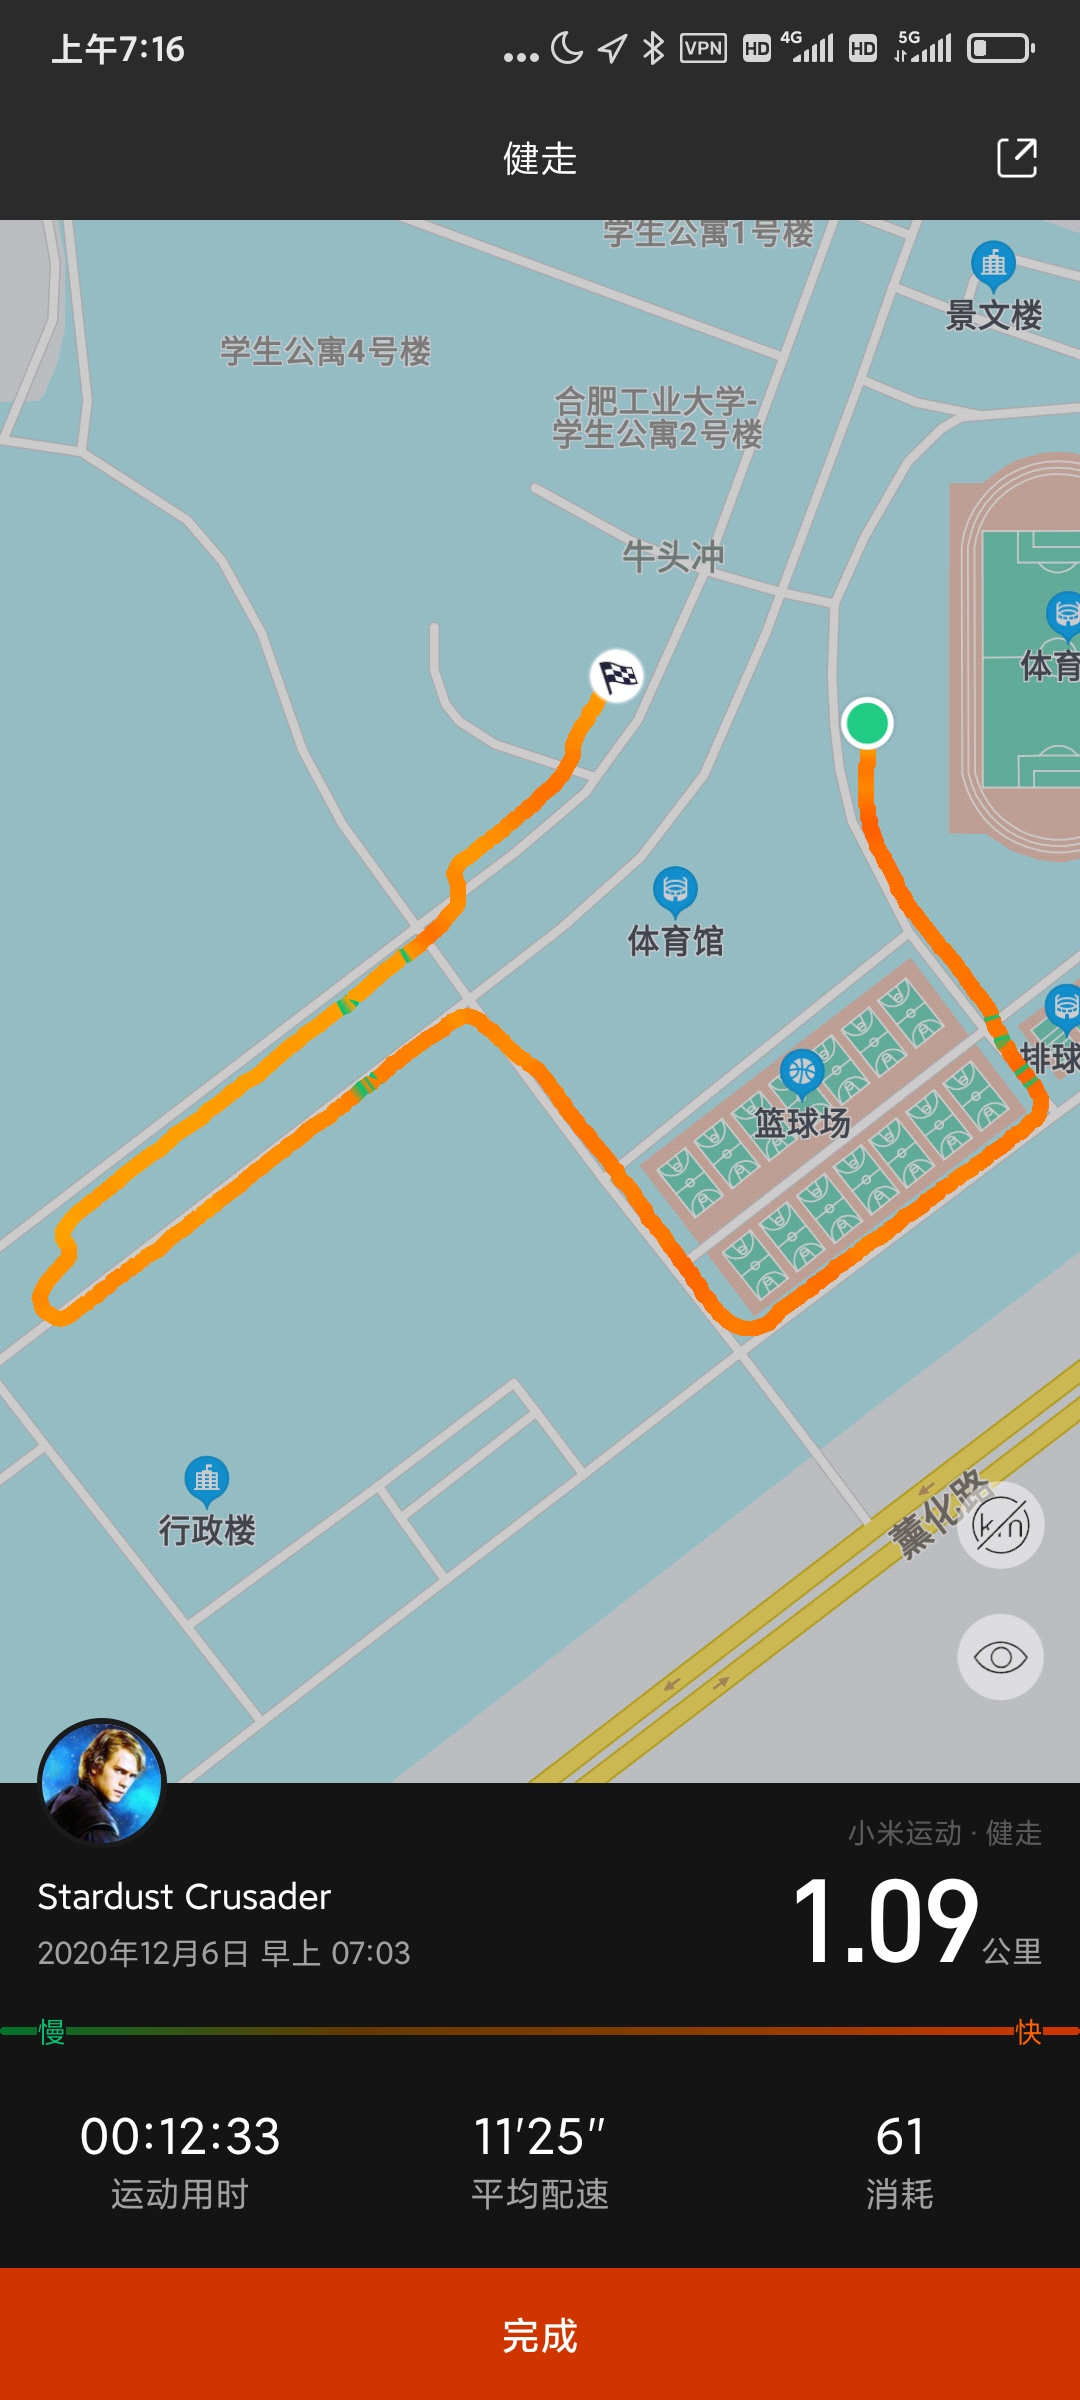 上午7:16
VPN HD 4G HD 5G
健走
学生公寓1号楼
景文楼
学生公寓4号楼
合肥工业大学-
学生公寓2号楼
牛头冲
体育
体育馆
排球
篮球场
行政楼
薰化路
km
小米运动 · 健走
Stardust Crusader
1.09公里
2020年12月6日 早上 07:03
慢 快
00:12:33 11'25" 61
运动用时 平均配速 消耗
完成